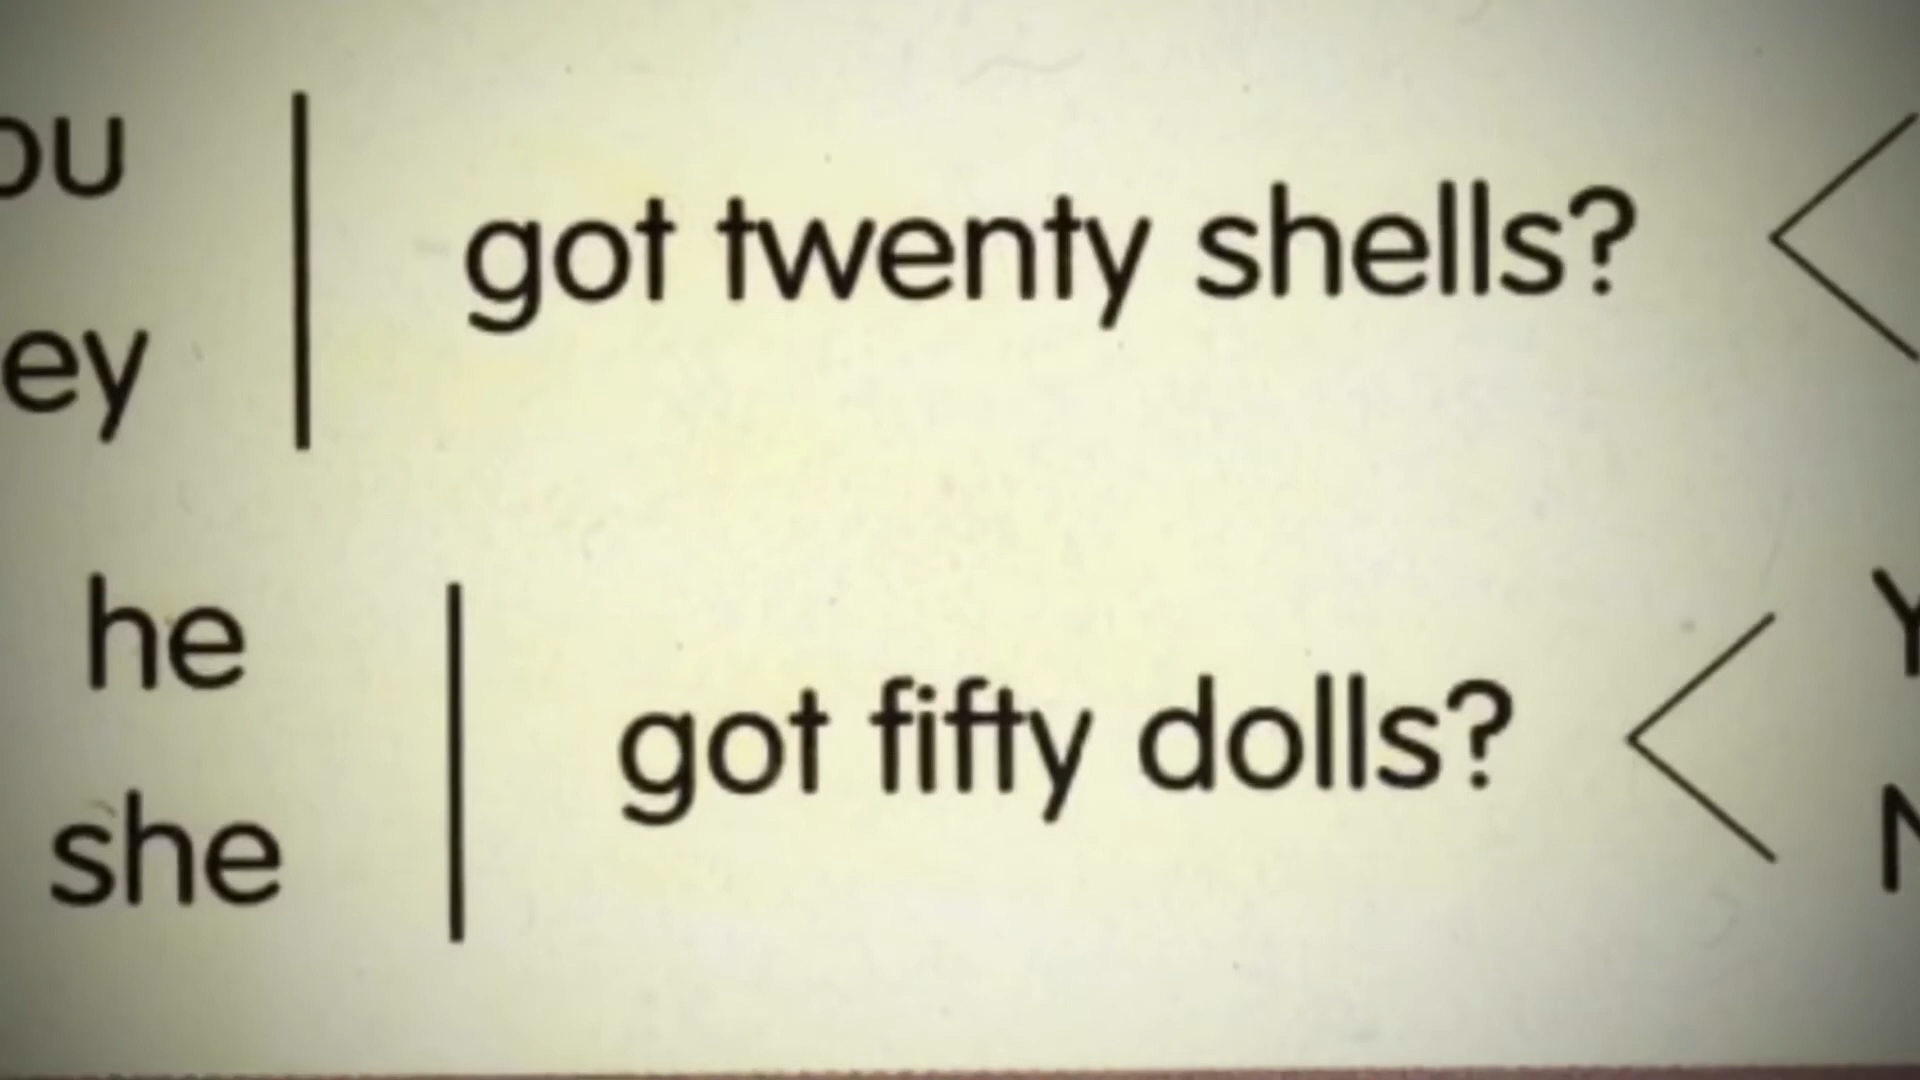 ou
got twenty shells?
ey
he
got fifty dolls?
she